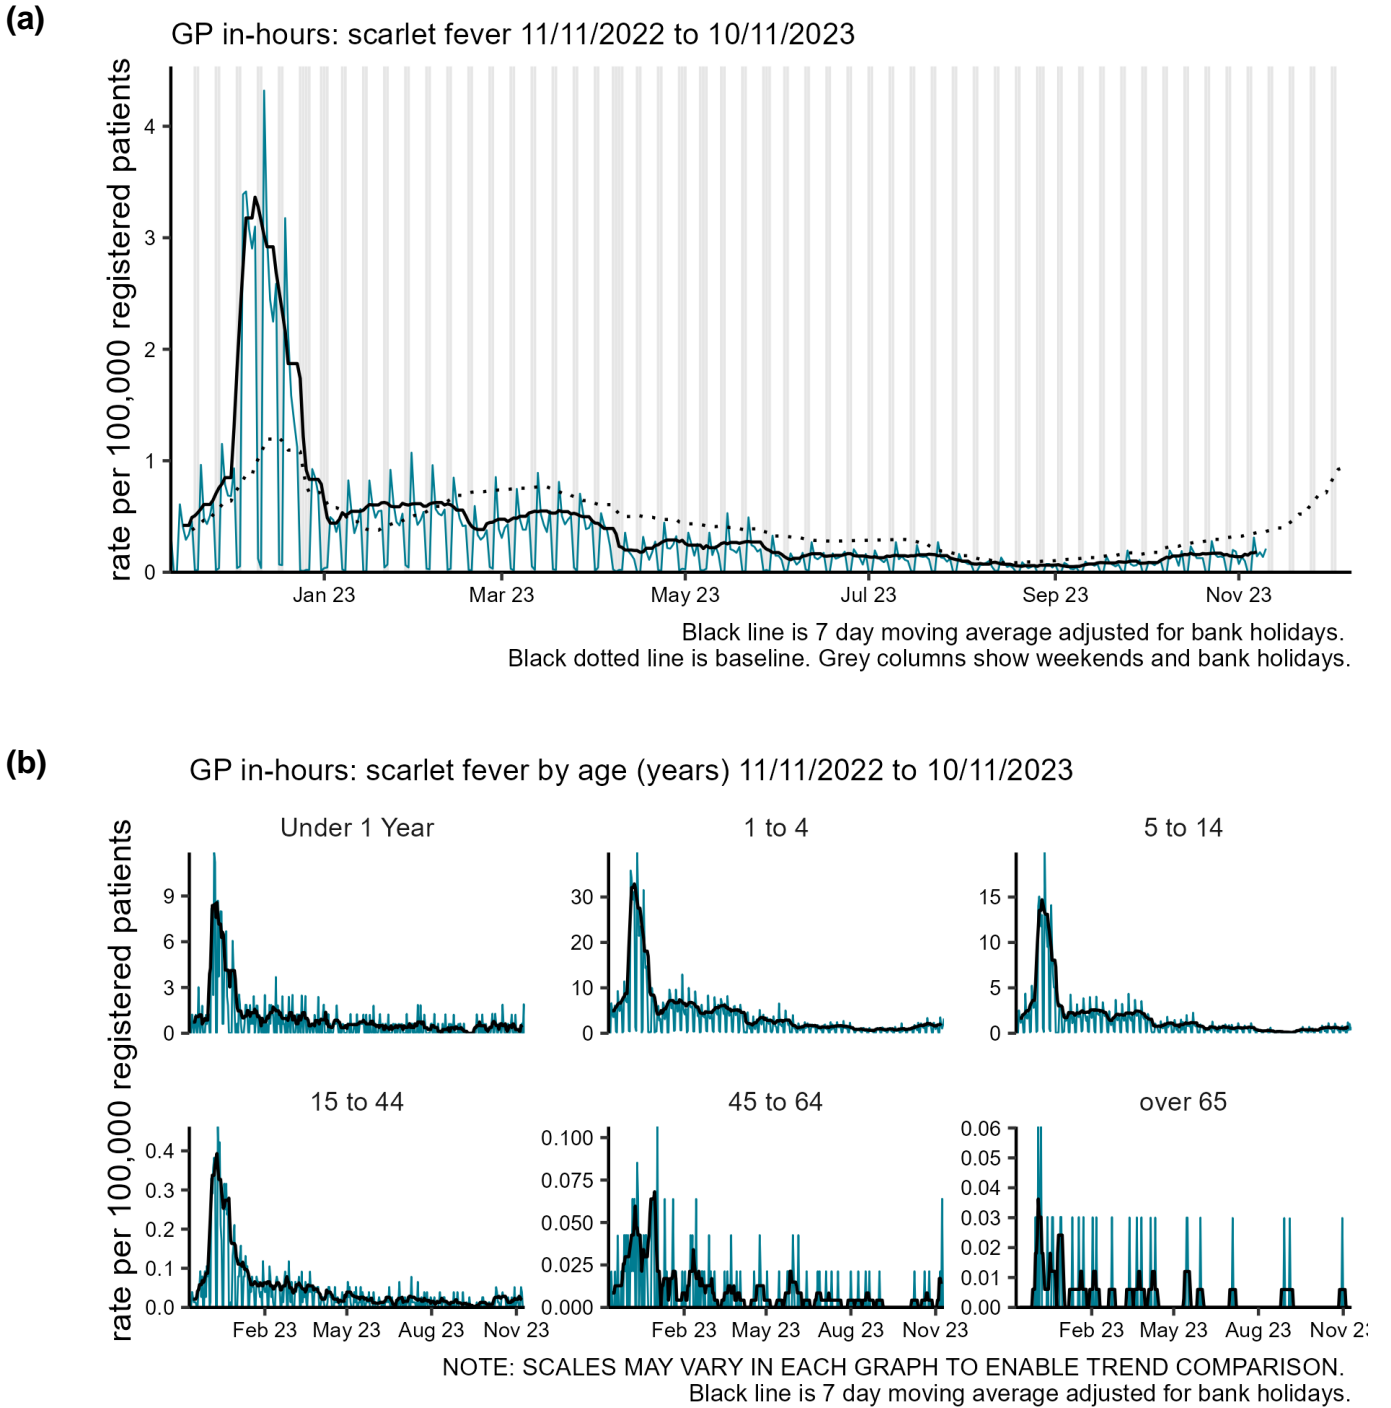 (a)
GP in-hours: scarlet fever 11/11/2022 to 10/11/2023
rate per 100,000 registered patients
4
3
2
1
0
Jan 23 Mar 23 May 23 Jul 23 Sep 23 Nov 23
Black line is 7 day moving average adjusted for bank holidays.
Black dotted line is baseline. Grey columns show weekends and bank holidays.
(b)
GP in-hours: scarlet fever by age (years) 11/11/2022 to 10/11/2023
rate per 100,000 registered patients
Under 1 Year
9
6
3
0
1 to 4
30
20
10
0
5 to 14
15
10
5
0
15 to 44
0.4
0.3
0.2
0.1
0.0
Feb 23 May 23 Aug 23 Nov 23
45 to 64
0.100
0.075
0.050
0.025
0.000
Feb 23 May 23 Aug 23 Nov 23
over 65
0.06
0.05
0.04
0.03
0.02
0.01
0.00
Feb 23 May 23 Aug 23 Nov 2
NOTE: SCALES MAY VARY IN EACH GRAPH TO ENABLE TREND COMPARISON.
Black line is 7 day moving average adjusted for bank holidays.